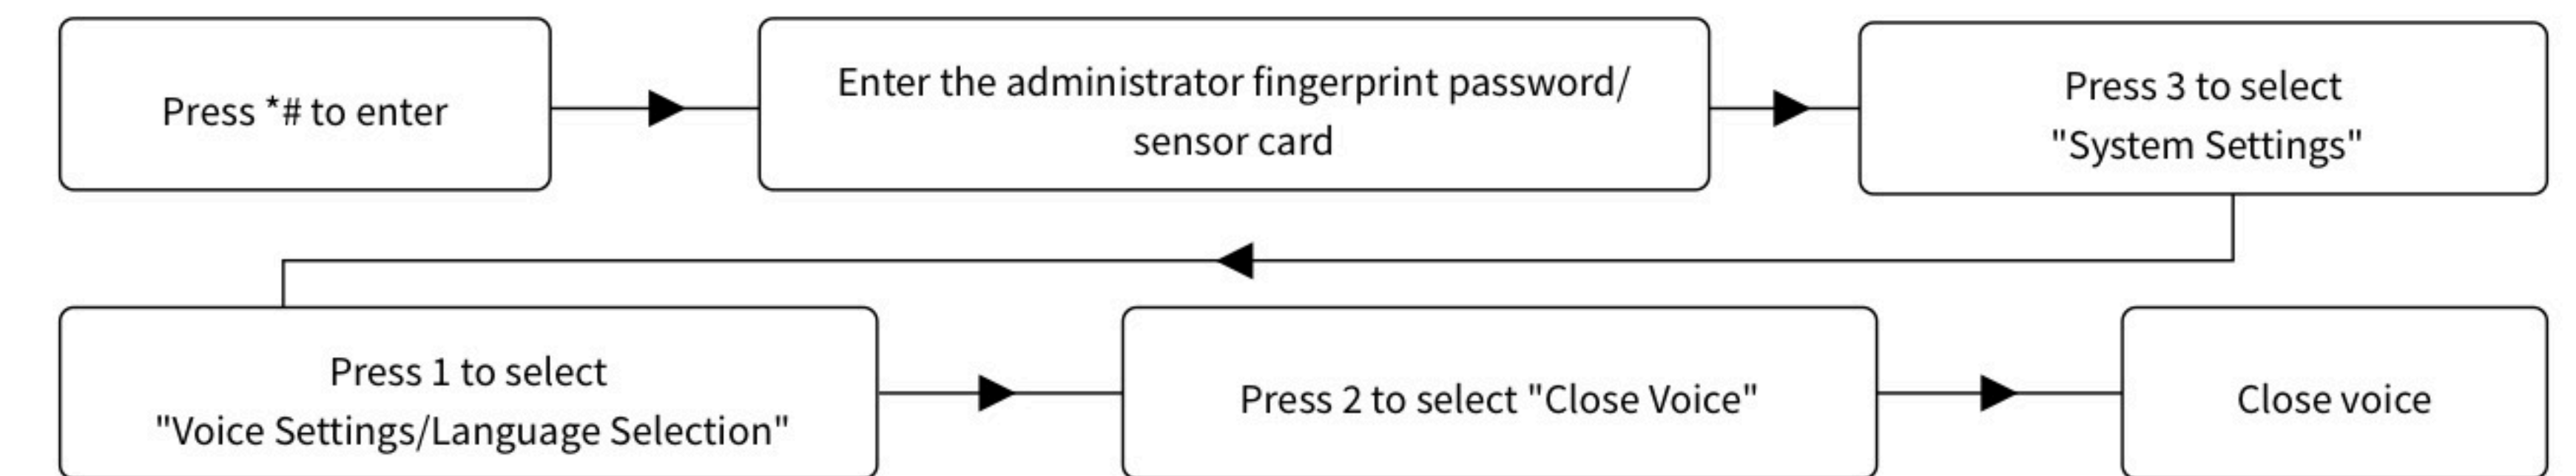 Press *# to enter
Enter the administrator fingerprint password/
sensor card
Press 3 to select
"System Settings"
Press 1 to select
"Voice Settings/Language Selection"
Press 2 to select "Close Voice"
Close voice